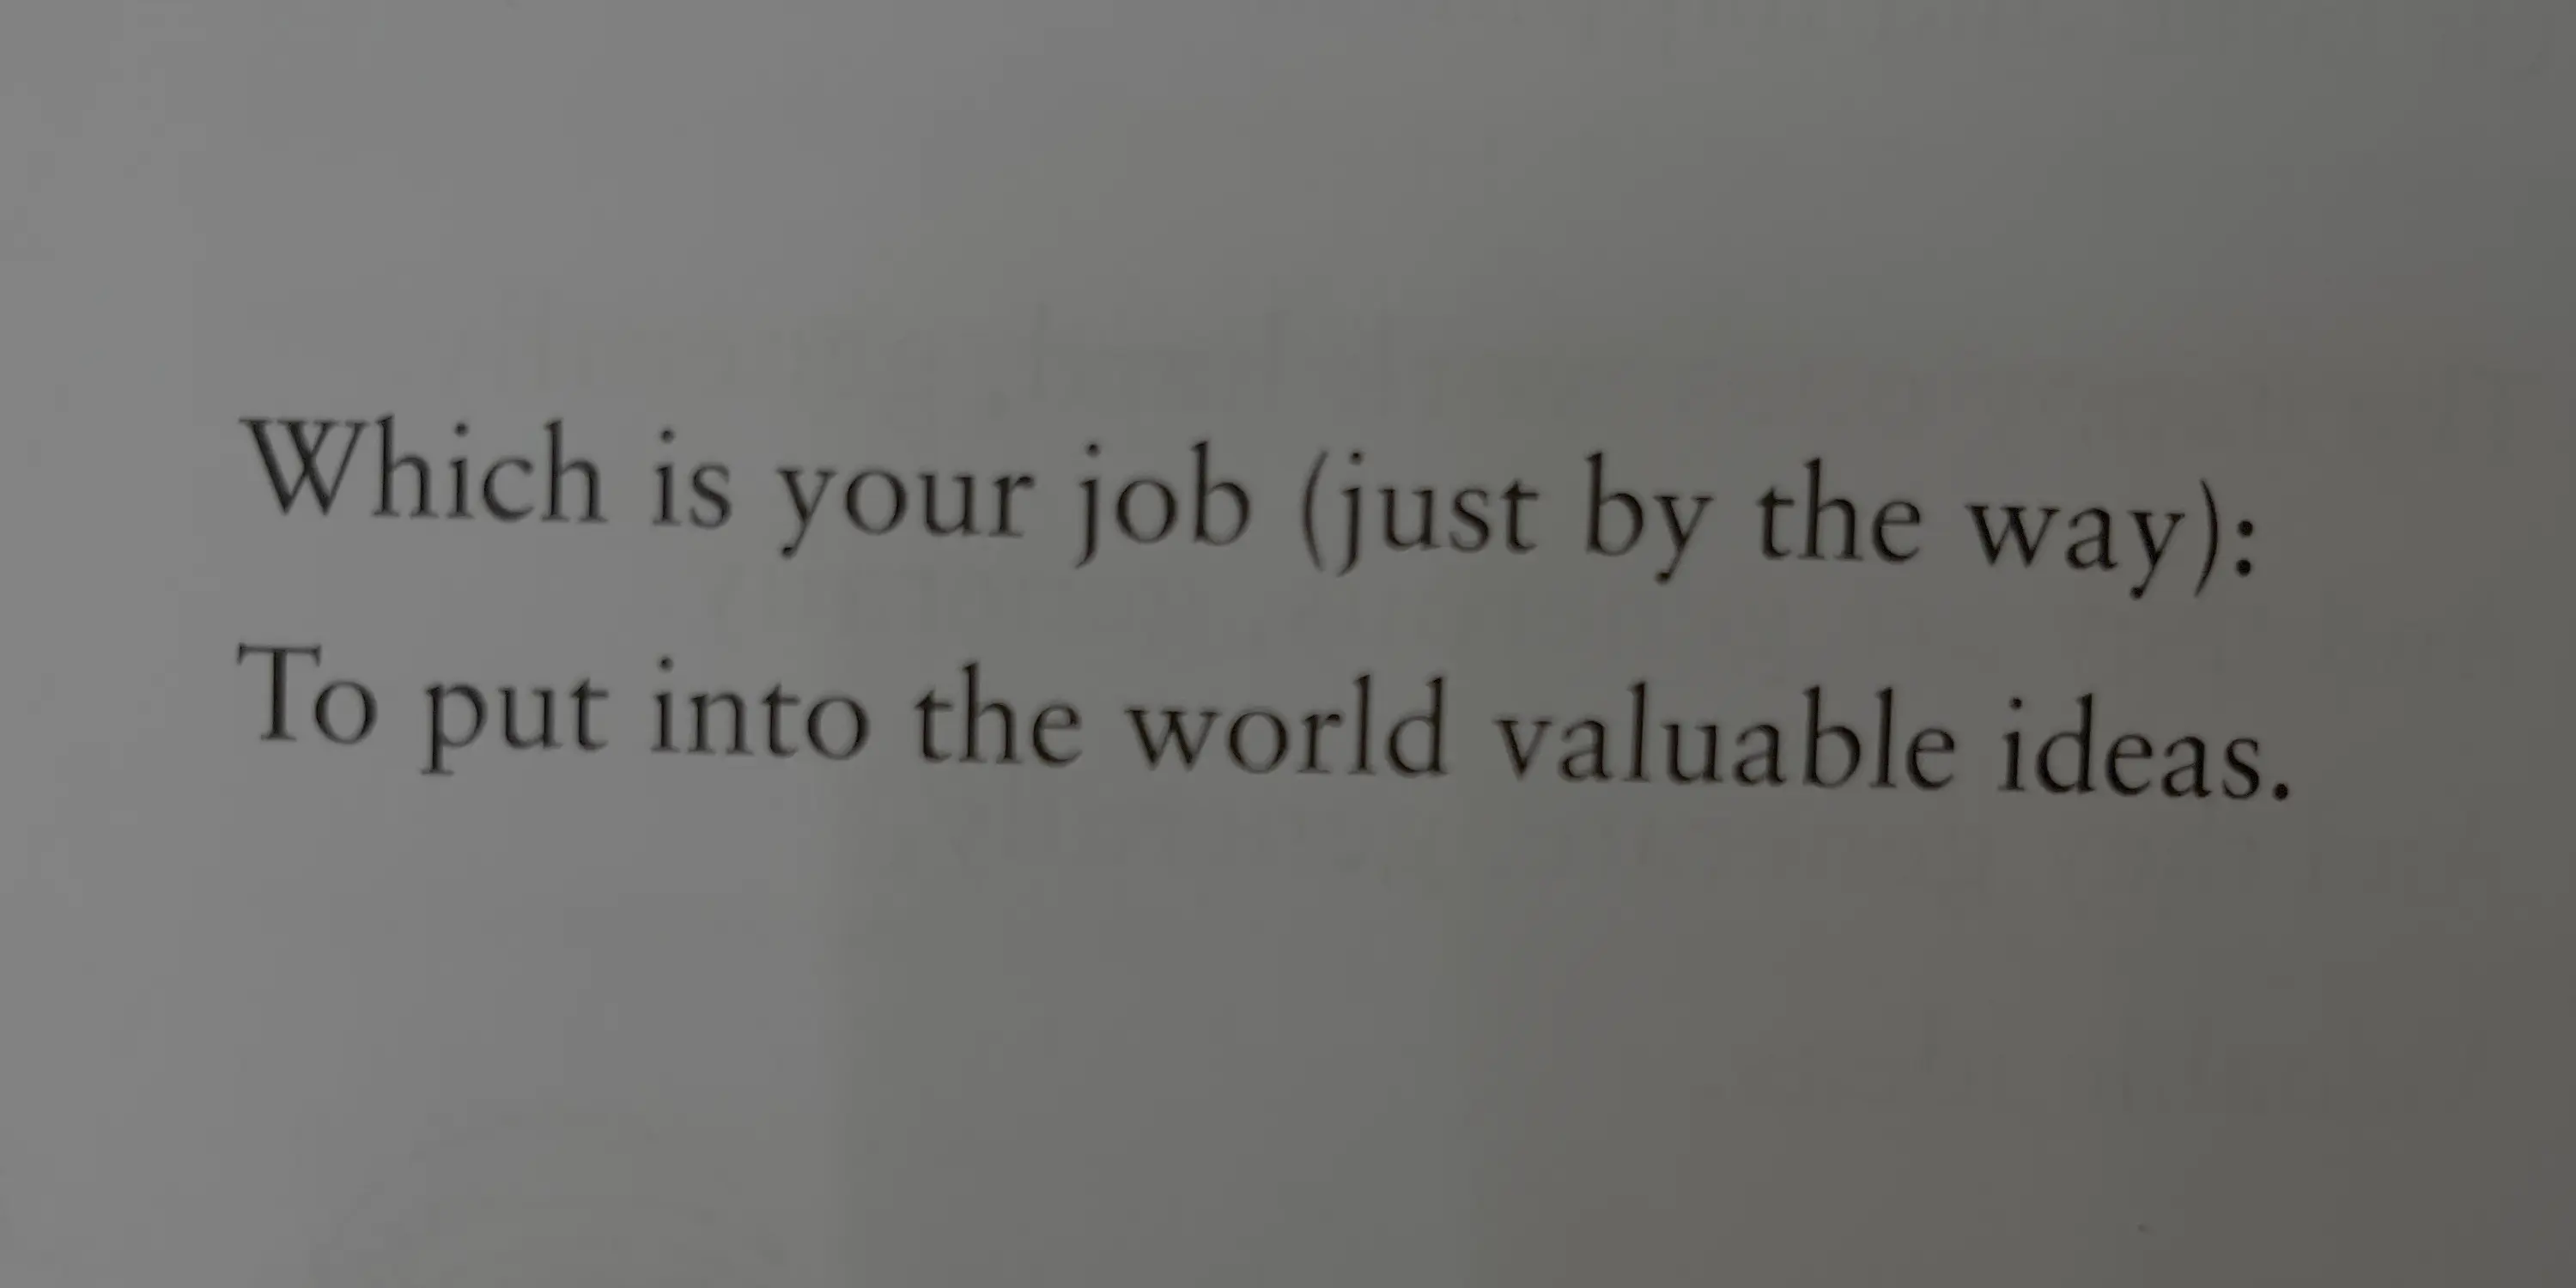 Which is your job (just by the way):
To put into the world valuable ideas.